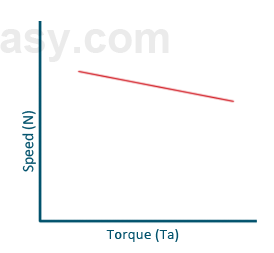 asy.com
Speed (N)
Torque (Ta)